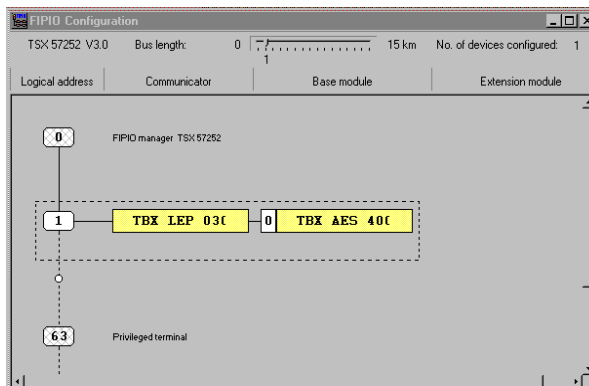 FIPIO Configuration
TSX 57252 V3.0 Bus length: 0 15 km No. of devices configured: 1
1
Logical address Communicator Base module Extension module
0 FIPIO manager TSX 57252
1 TBX LEP 030 0 TBX AES 400
63 Privileged terminal